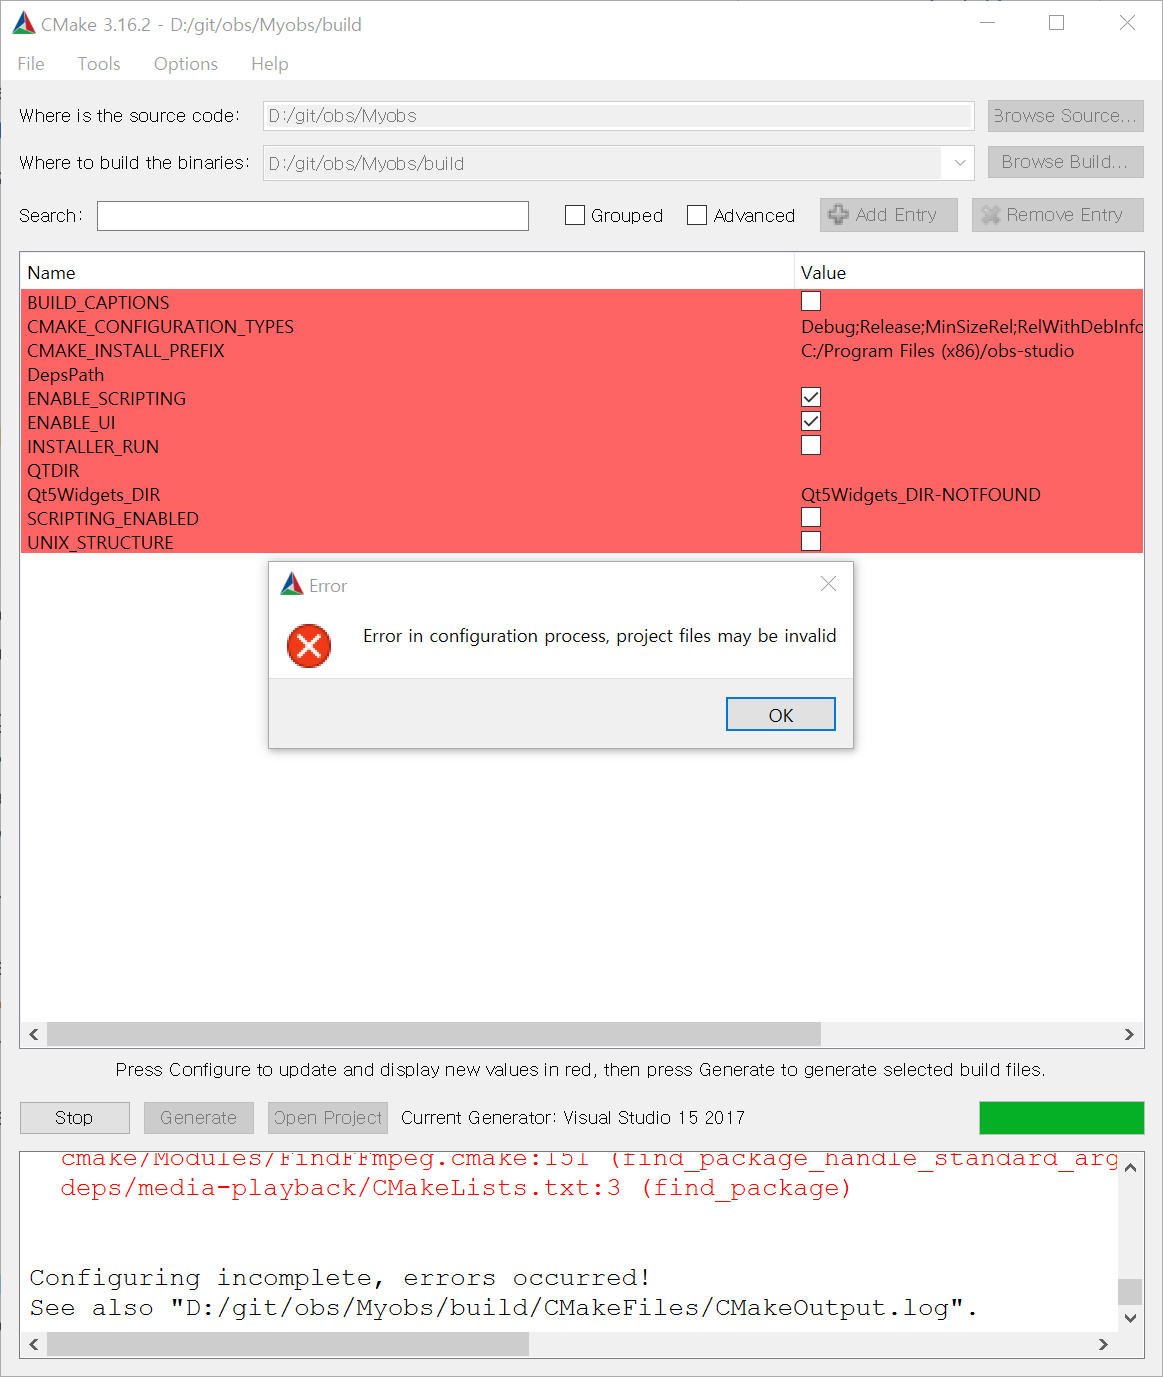 CMake 3.16.2 - D:/git/obs/Myobs/build
File Tools Options Help
Where is the source code: D:/git/obs/Myobs Browse Source...
Where to build the binaries: D:/git/obs/Myobs/build Browse Build...
Search: Grouped Advanced Add Entry Remove Entry
Name Value
BUILD_CAPTIONS
CMAKE_CONFIGURATION_TYPES Debug;Release;MinSizeRel;RelWithDebInfo
CMAKE_INSTALL_PREFIX C:/Program Files (x86)/obs-studio
DepsPath
ENABLE_SCRIPTING
ENABLE_UI
INSTALLER_RUN
QTDIR
Qt5Widgets_DIR Qt5Widgets_DIR-NOTFOUND
SCRIPTING_ENABLED
UNIX_STRUCTURE
Error
Error in configuration process, project files may be invalid
OK
Press Configure to update and display new values in red, then press Generate to generate selected build files.
Stop Generate Open Project Current Generator: Visual Studio 15 2017
cmake/Modules/FindFFmpeg.cmake:151 (find_package_handle_standard_arg
deps/media-playback/CMakeLists.txt:3 (find_package)
Configuring incomplete, errors occurred!
See also "D:/git/obs/Myobs/build/CMakeFiles/CMakeOutput.log".